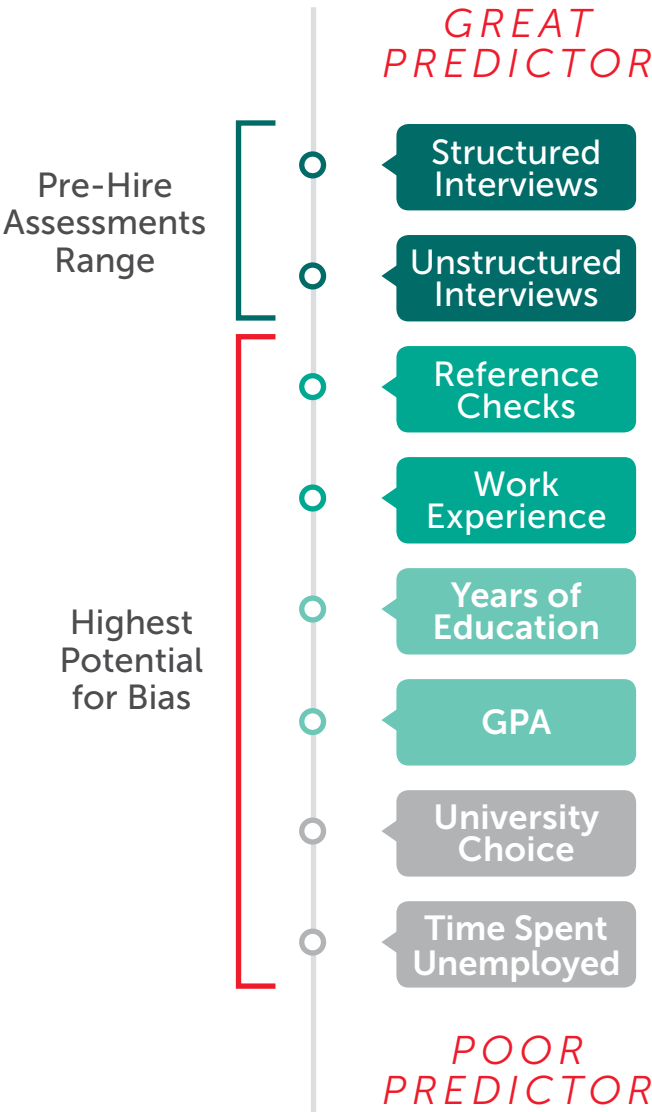 GREAT
PREDICTOR
Pre-Hire
Assessments
Range
Structured
Interviews
Unstructured
Interviews
Reference
Checks
Work
Experience
Highest
Potential
for Bias
Years of
Education
GPA
University
Choice
Time Spent
Unemployed
POOR
PREDICTOR